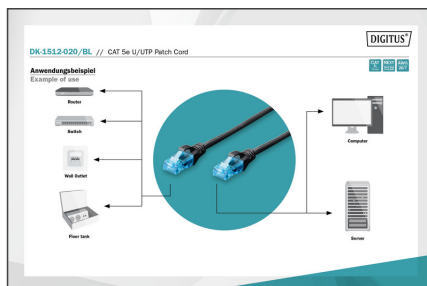 DIGITUS®
DK-1512-020/BL // CAT 5e U/UTP Patch Cord
Anwendungsbeispiel
Example of use
Router
Switch
Wall Outlet
Floor tank
Computer
Server